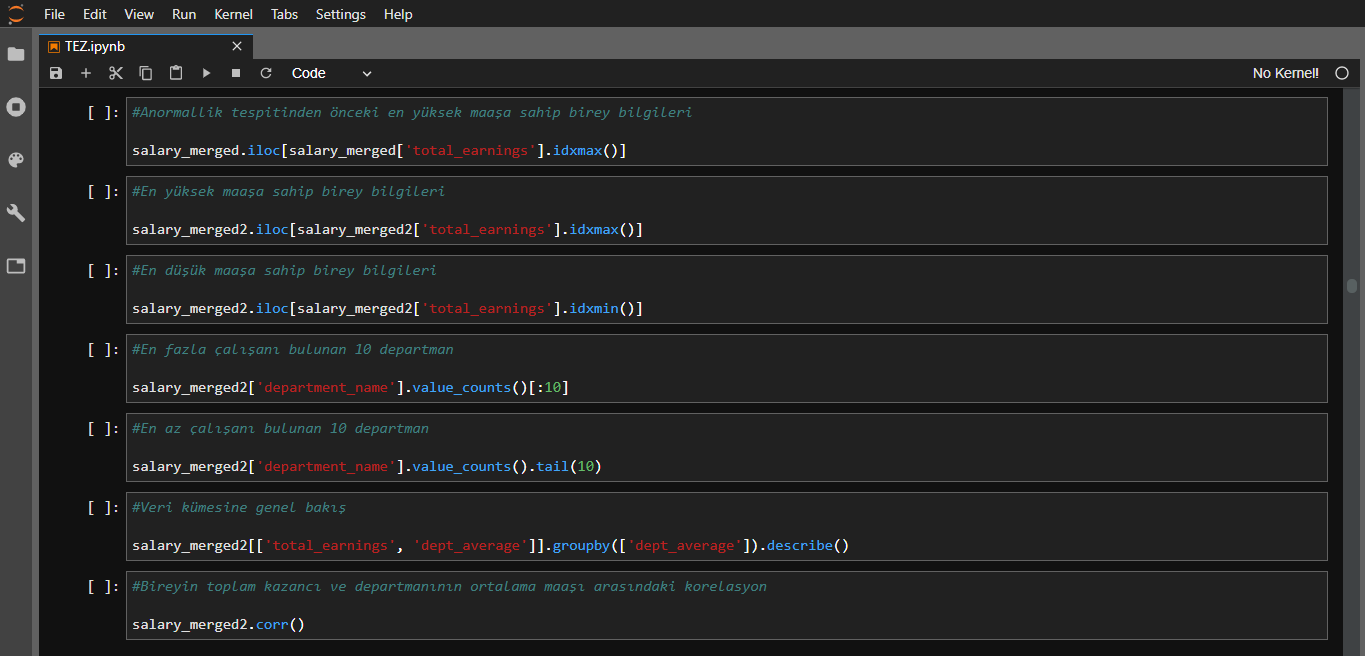 File Edit View Run Kernel Tabs Settings Help
TEZ.ipynb
Code
No Kernel!
[ ]: #Anormallik tespitinden önceki en yüksek maaşa sahip birey bilgileri
salary_merged.iloc[salary_merged['total_earnings'].idxmax()]
[ ]: #En yüksek maaşa sahip birey bilgileri
salary_merged2.iloc[salary_merged2['total_earnings'].idxmax()]
[ ]: #En düşük maaşa sahip birey bilgileri
salary_merged2.iloc[salary_merged2['total_earnings'].idxmin()]
[ ]: #En fazla çalışanı bulunan 10 departman
salary_merged2['department_name'].value_counts()[:10]
[ ]: #En az çalışanı bulunan 10 departman
salary_merged2['department_name'].value_counts().tail(10)
[ ]: #Veri kümesine genel bakış
salary_merged2[['total_earnings', 'dept_average']].groupby(['dept_average']).describe()
[ ]: #Bireyin toplam kazancı ve departmanının ortalama maaşı arasındaki korelasyon
salary_merged2.corr()